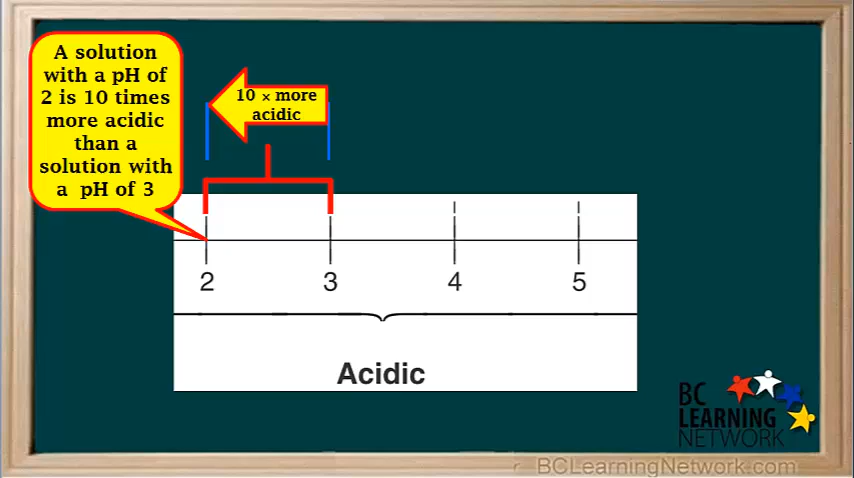 A solution
with a pH of
2 is 10 times
more acidic
than a
solution with
a pH of 3
10 × more
acidic
2 3 4 5
Acidic
BC
LEARNING
NETWORK
BCLearningNetwork.com